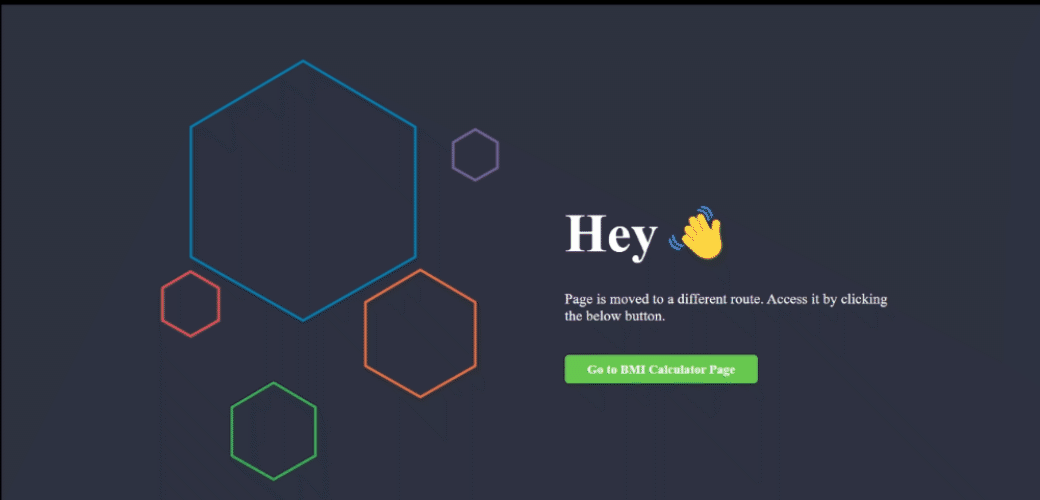 Hey 👋
Page is moved to a different route. Access it by clicking
the below button.
Go to BMI Calculator Page